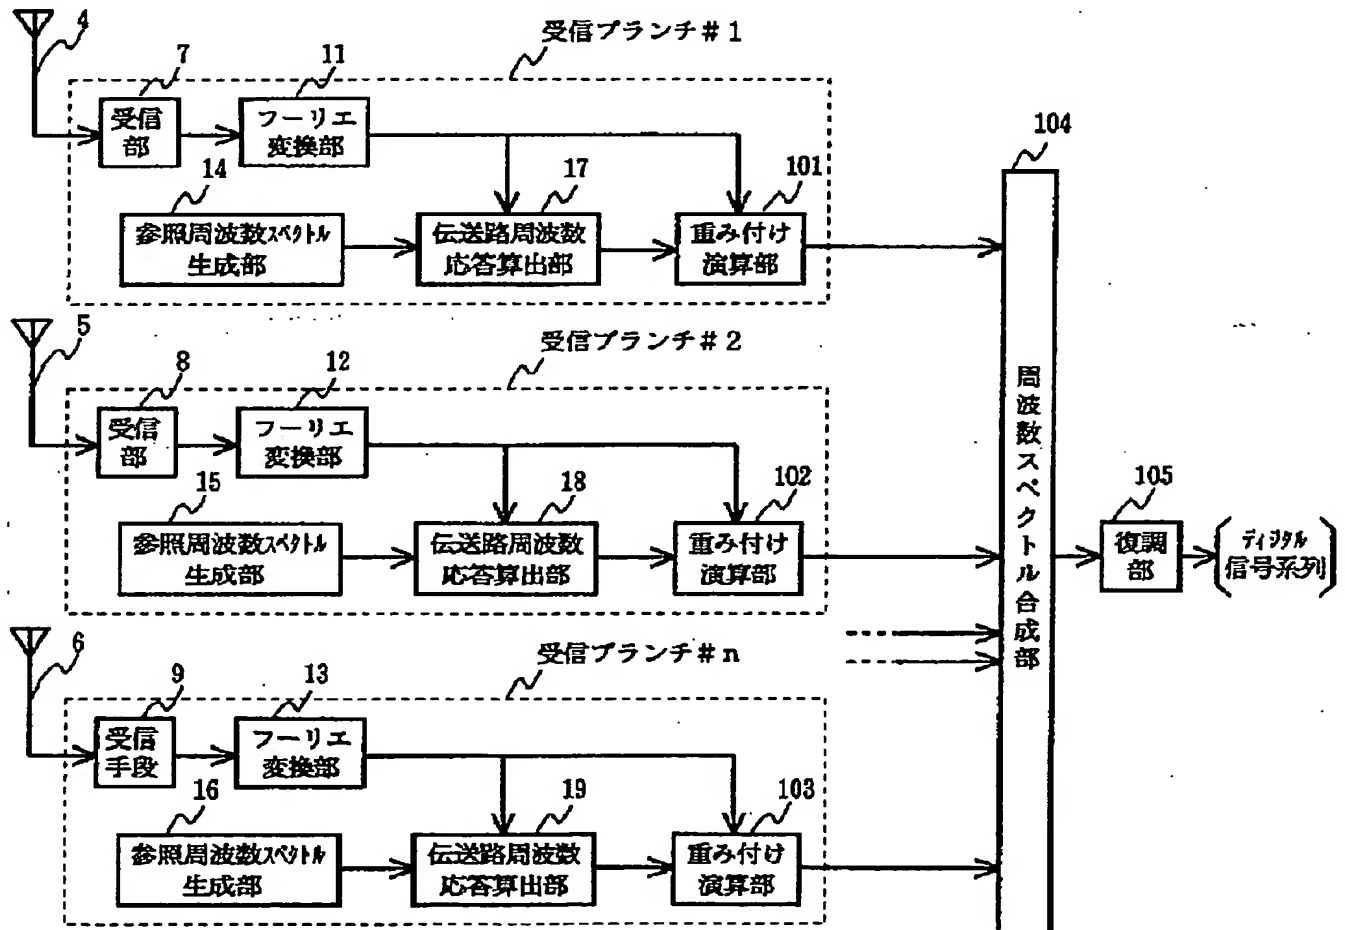 4
受信ブランチ#1
7
11
受信
部
フーリエ
変換部
104
14
17
101
参照周波数スペクトル
生成部
伝送路周波数
応答算出部
重み付け
演算部
5
受信ブランチ#2
8
12
受信
部
フーリエ
変換部
15
18
102
参照周波数スペクトル
生成部
伝送路周波数
応答算出部
重み付け
演算部
周波数スペクトル合成部
105
復調
部
ディジタル
信号系列
6
受信ブランチ#n
9
13
受信
手段
フーリエ
変換部
16
19
103
参照周波数スペクトル
生成部
伝送路周波数
応答算出部
重み付け
演算部